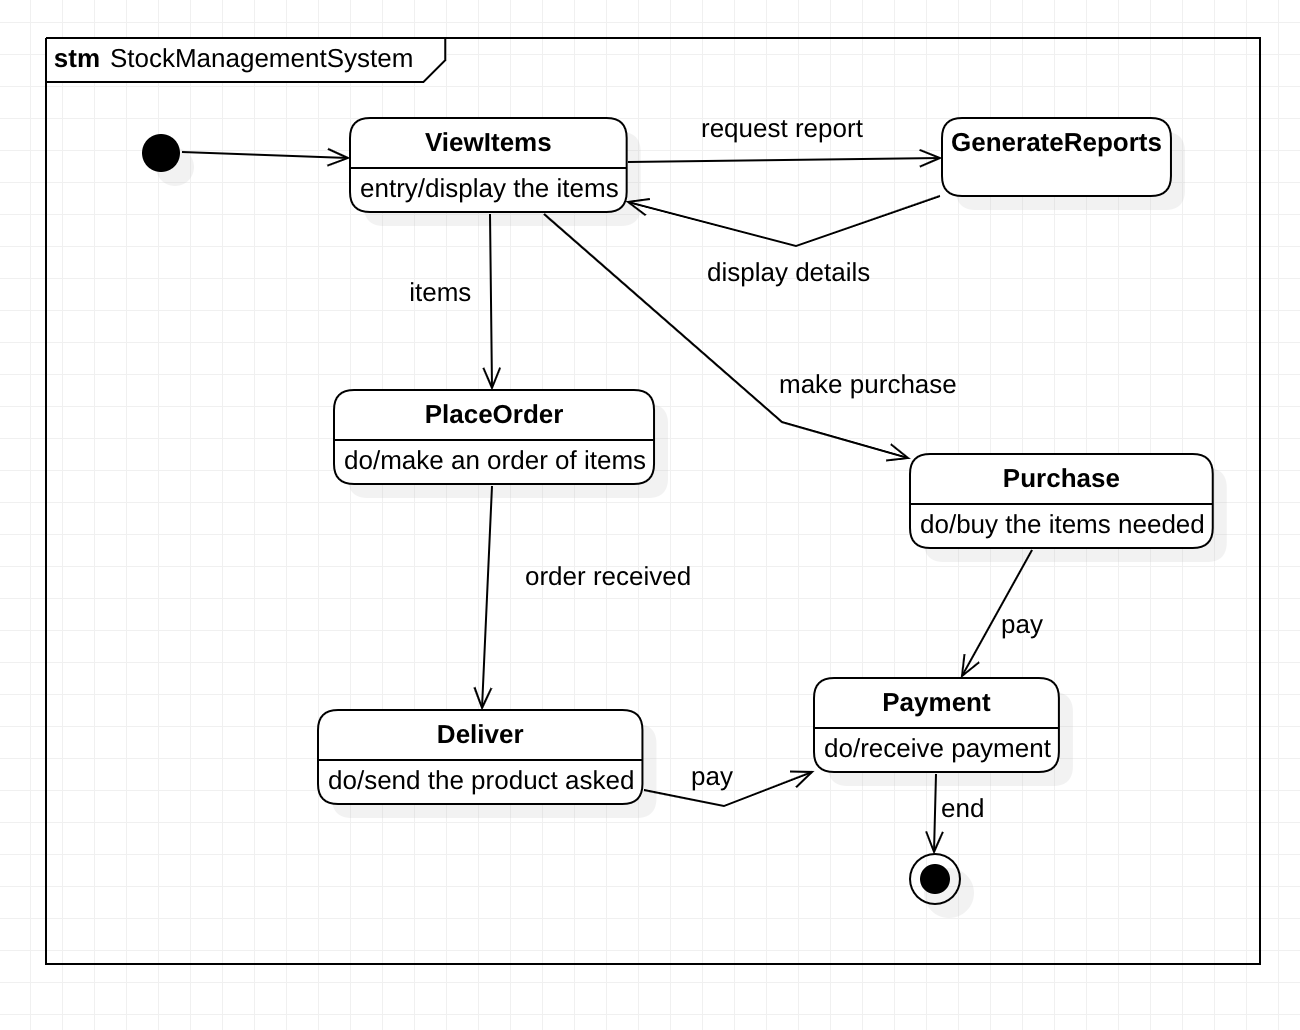 stm StockManagementSystem
ViewItems
entry/display the items
request report
GenerateReports
display details
items
make purchase
PlaceOrder
do/make an order of items
Purchase
do/buy the items needed
order received
pay
Payment
do/receive payment
Deliver
do/send the product asked
pay
end